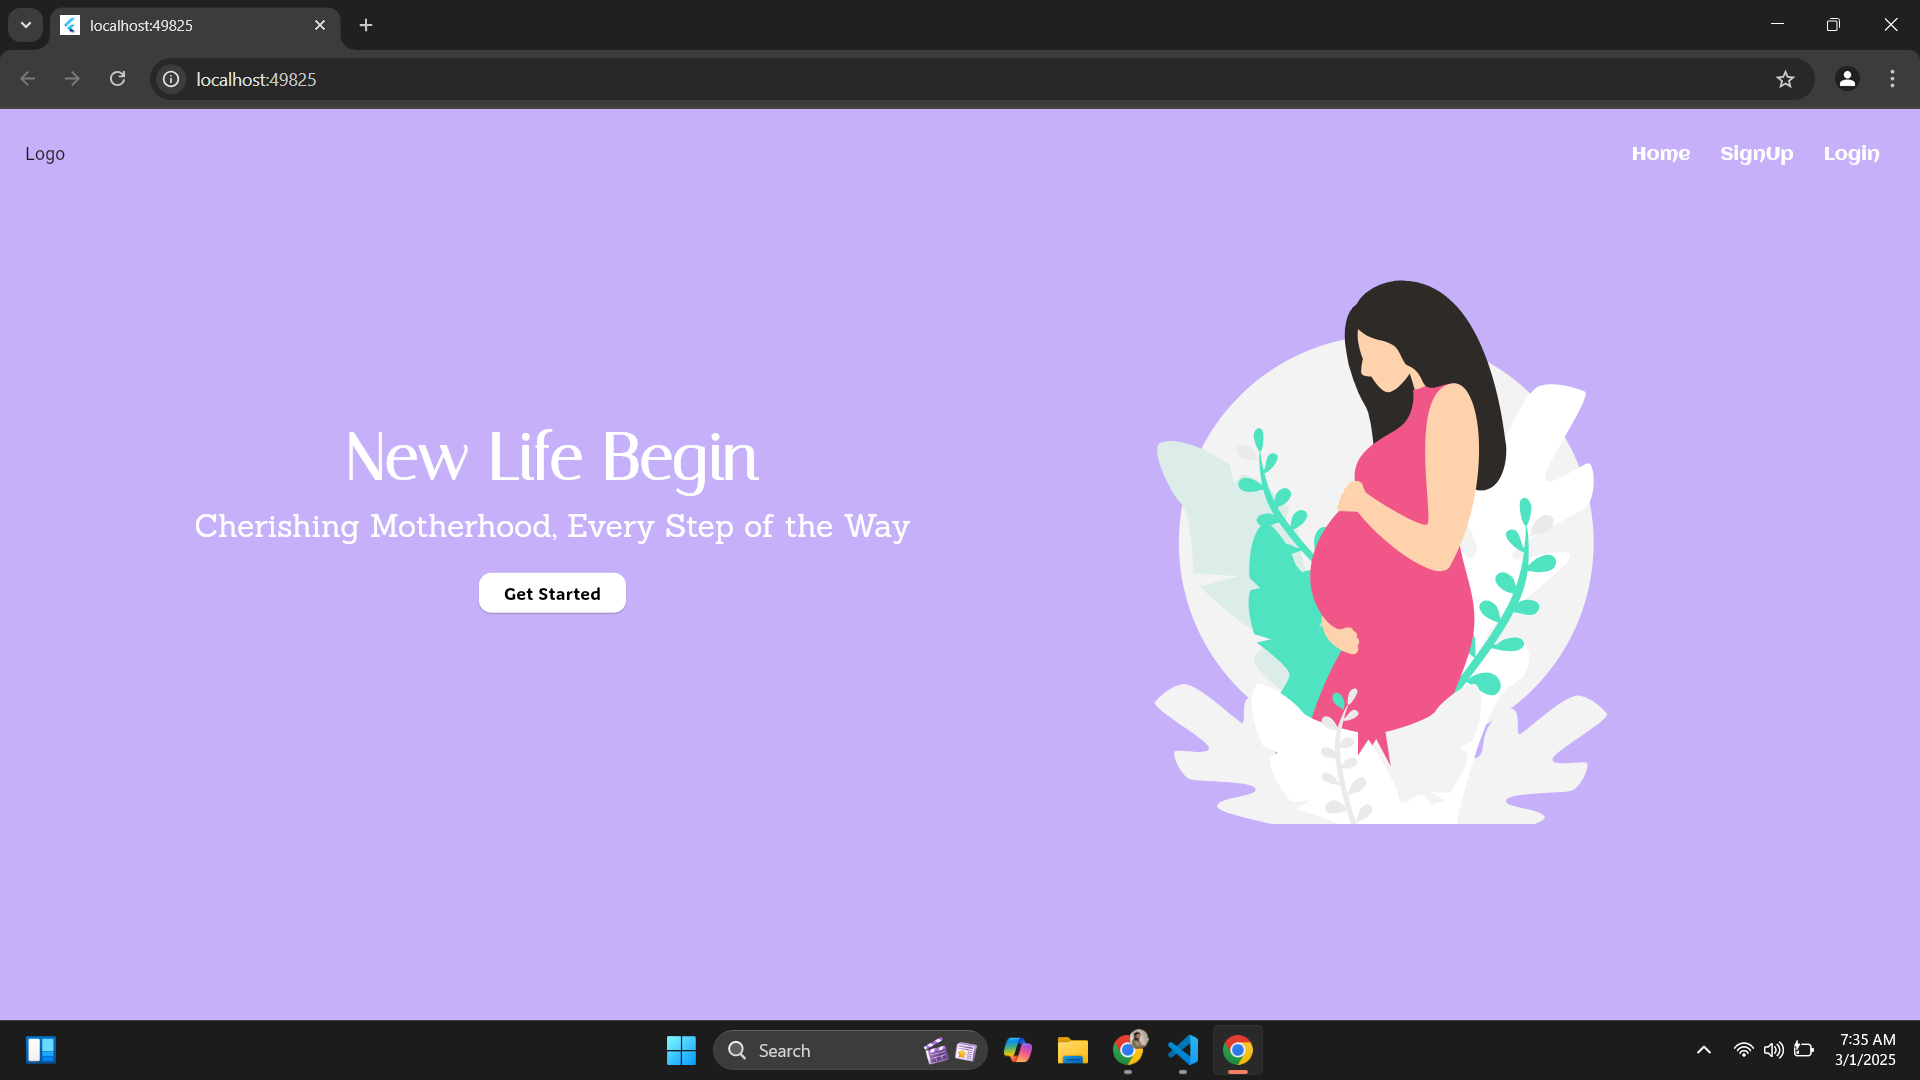 localhost:49825
localhost:49825
Logo
Home SignUp Login
New Life Begin
Cherishing Motherhood, Every Step of the Way
Get Started
Search
7:35 AM
3/1/2025